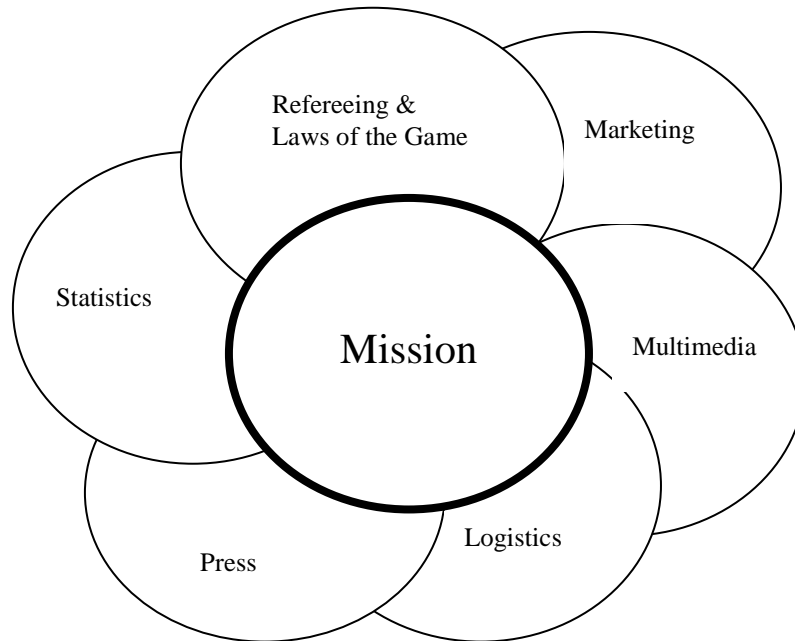 Refereeing &
Laws of the Game
Marketing
Statistics
Mission
Multimedia
Logistics
Press